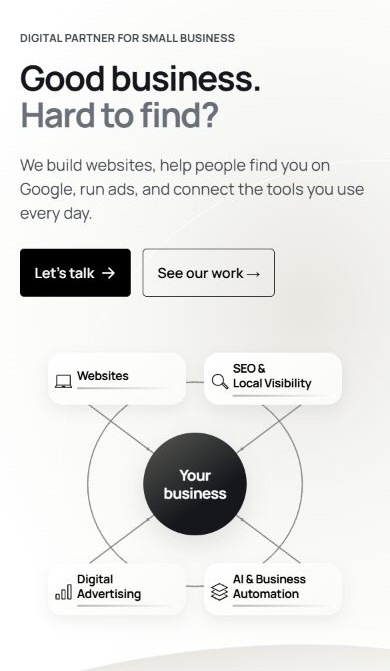 DIGITAL PARTNER FOR SMALL BUSINESS
Good business.
Hard to find?
We build websites, help people find you on
Google, run ads, and connect the tools you use
every day.
Let's talk →
See our work →
Websites
SEO &
Local Visibility
Your
business
Digital
Advertising
AI & Business
Automation